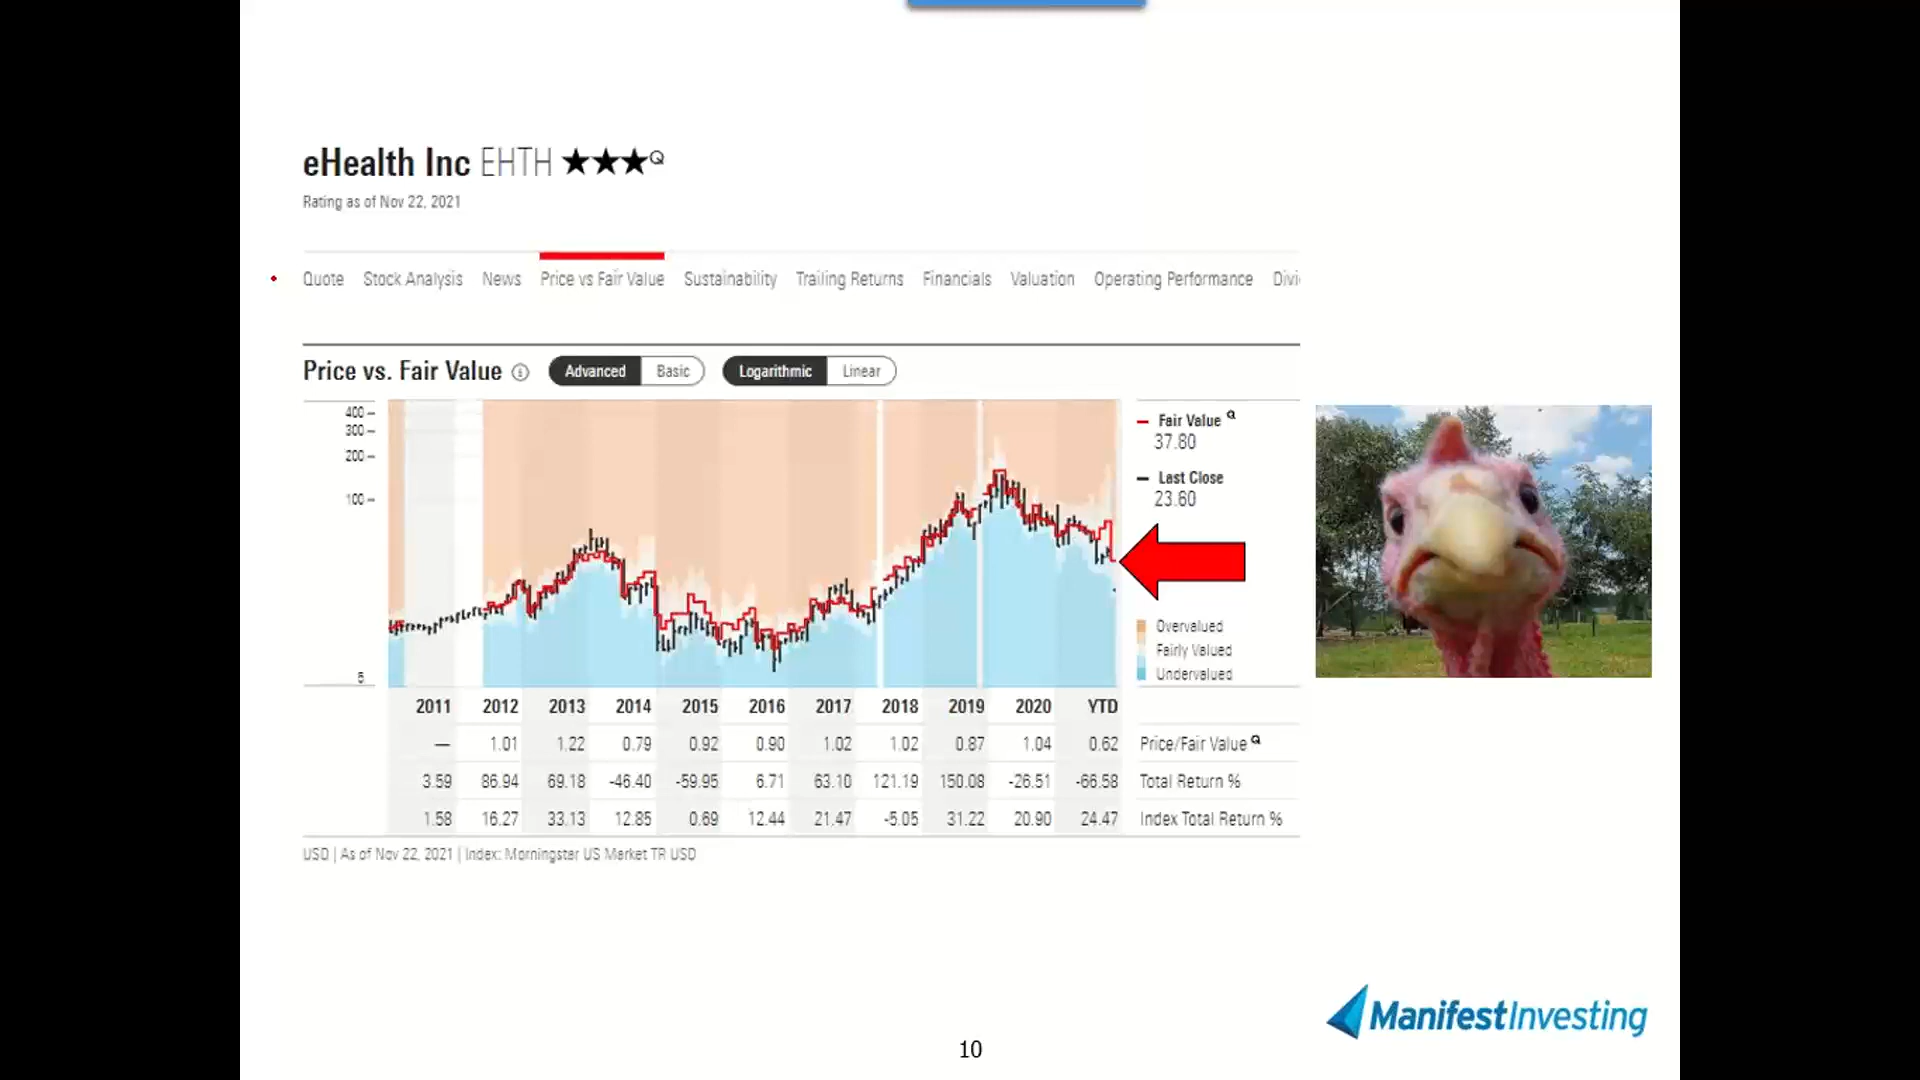 eHealth Inc EHTH ★★★Q
Rating as of Nov 22, 2021
Quote Stock Analysis News Price vs Fair Value Sustainability Trailing Returns Financials Valuation Operating Performance Divi
Price vs. Fair Value Advanced Basic Logarithmic Linear
400
300
200
100
5
Fair Value Q
37.80
Last Close
23.60
Overvalued
Fairly Valued
Undervalued
2011 2012 2013 2014 2015 2016 2017 2018 2019 2020 YTD
— 1.01 1.22 0.79 0.92 0.90 1.02 1.02 0.87 1.04 0.62 Price/Fair Value Q
3.59 86.94 69.18 -46.40 -59.95 6.71 63.10 121.19 150.08 -26.51 -66.58 Total Return %
1.58 16.27 33.13 12.85 0.69 12.44 21.47 -5.05 31.22 20.90 24.47 Index Total Return %
USD | As of Nov 22, 2021 | Index: Morningstar US Market TR USD
ManifestInvesting
10